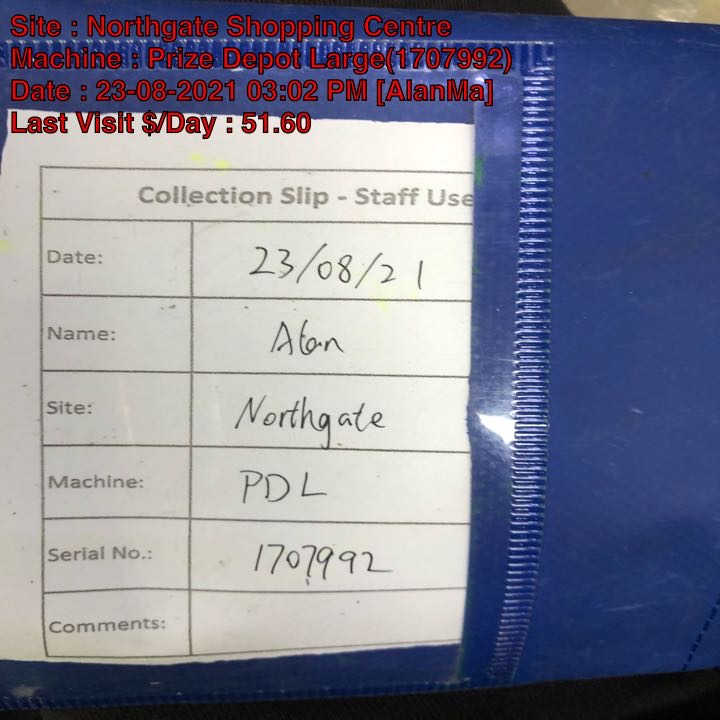 Site : Northgate Shopping Centre
Machine : Prize Depot Large(1707992)
Date : 23-08-2021 03:02 PM [AlanMa]
Last Visit $/Day : 51.60
Collection Slip - Staff Use
Date: 23/08/21
Name: Alan
Site: Northgate
Machine: PDL
Serial No.: 1707992
Comments: